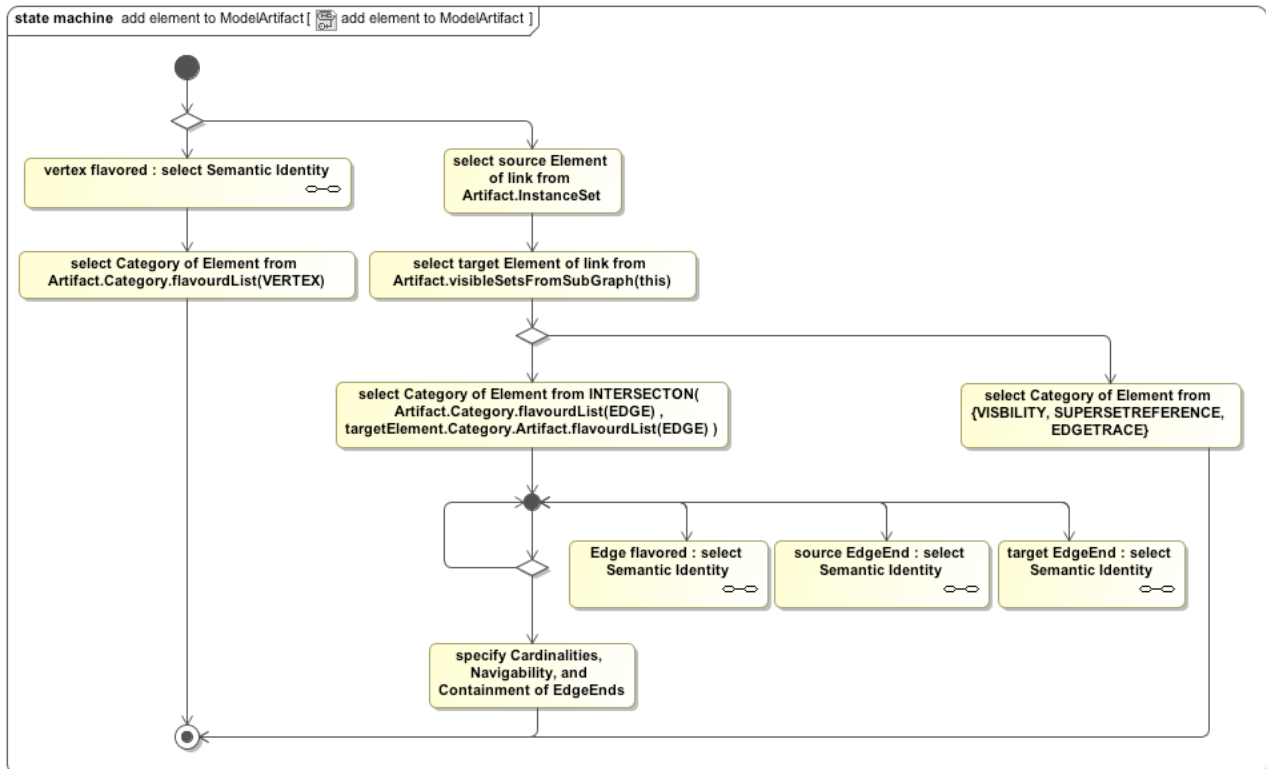 state machine add element to ModelArtifact [ add element to ModelArtifact ]
vertex flavored : select Semantic Identity
select source Element
of link from
Artifact.InstanceSet
select Category of Element from
Artifact.Category.flavourdList(VERTEX)
select target Element of link from
Artifact.visibleSetsFromSubGraph(this)
select Category of Element from INTERSECTON(
Artifact.Category.flavourdList(EDGE) ,
targetElement.Category.Artifact.flavourdList(EDGE) )
select Category of Element from
{VISBILITY, SUPERSETREFERENCE,
EDGETRACE}
Edge flavored : select
Semantic Identity
source EdgeEnd : select
Semantic Identity
target EdgeEnd : select
Semantic Identity
specify Cardinalities,
Navigability, and
Containment of EdgeEnds